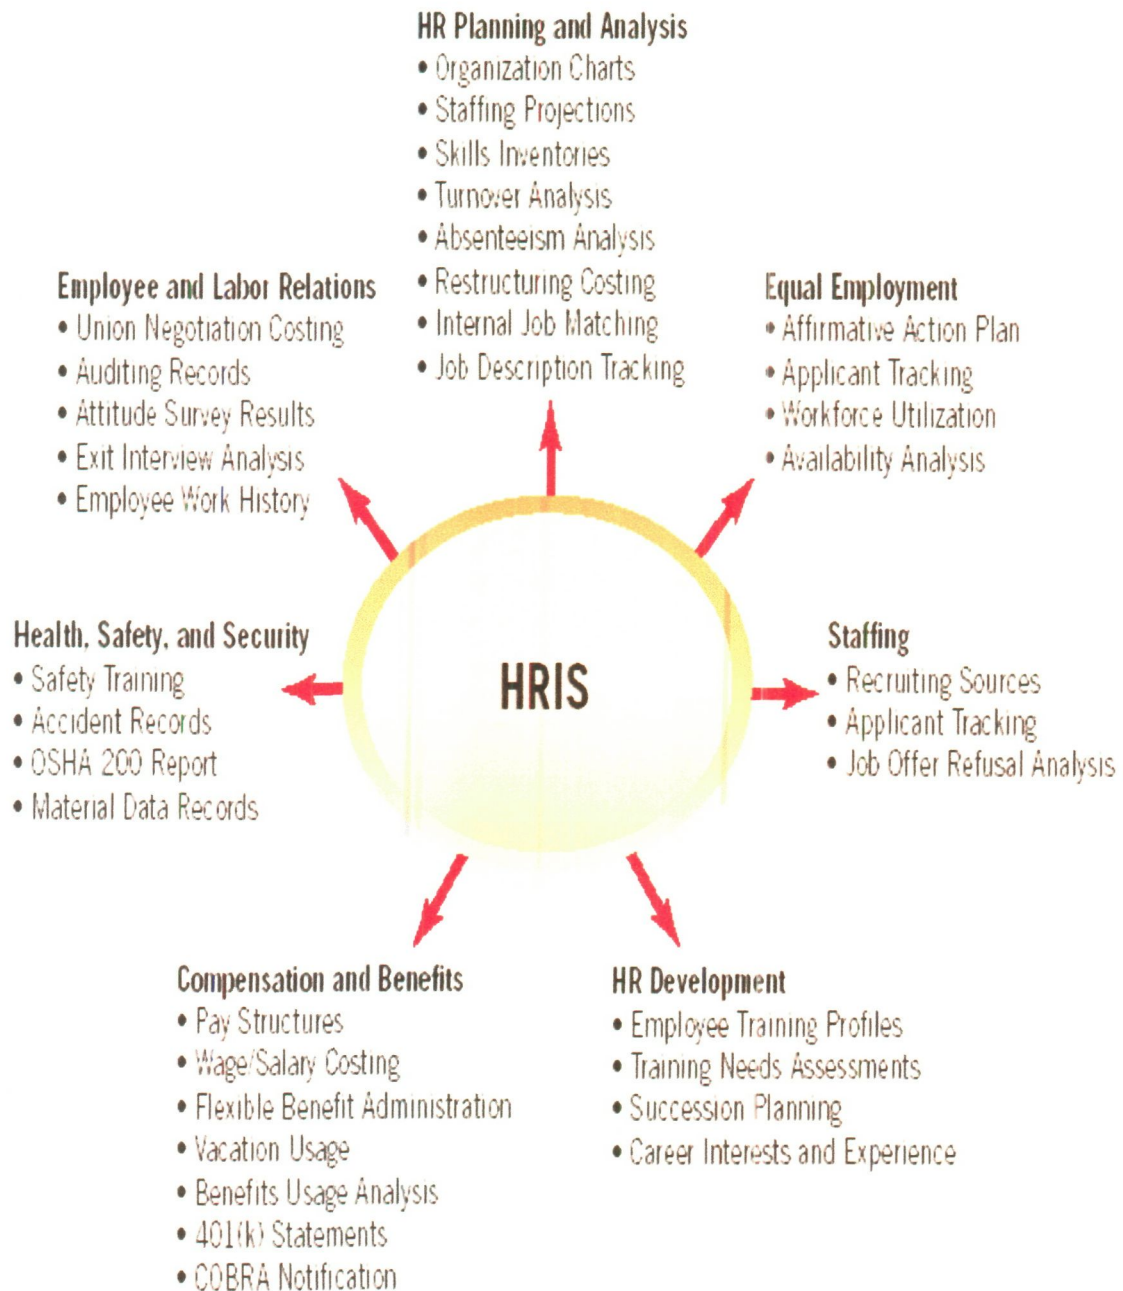 HR Planning and Analysis
• Organization Charts
• Staffing Projections
• Skills Inventories
• Turnover Analysis
• Absenteeism Analysis
• Restructuring Costing
• Internal Job Matching
• Job Description Tracking
Employee and Labor Relations
• Union Negotiation Costing
• Auditing Records
• Attitude Survey Results
• Exit Interview Analysis
• Employee Work History
Equal Employment
• Affirmative Action Plan
• Applicant Tracking
• Workforce Utilization
• Availability Analysis
Health, Safety, and Security
• Safety Training
• Accident Records
• OSHA 200 Report
• Material Data Records
HRIS
Staffing
• Recruiting Sources
• Applicant Tracking
• Job Offer Refusal Analysis
Compensation and Benefits
• Pay Structures
• Wage/Salary Costing
• Flexible Benefit Administration
• Vacation Usage
• Benefits Usage Analysis
• 401(k) Statements
• COBRA Notification
HR Development
• Employee Training Profiles
• Training Needs Assessments
• Succession Planning
• Career Interests and Experience